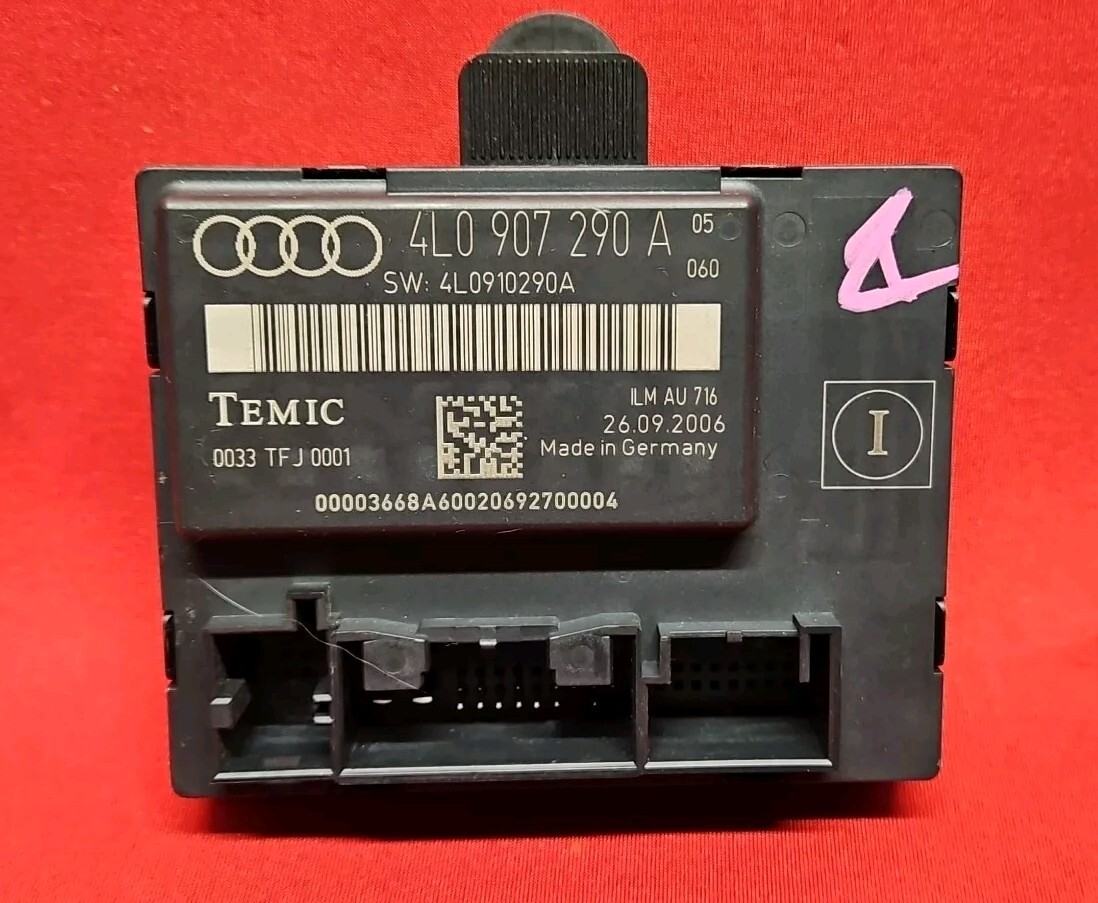 4L0 907 290 A 05
060
SW: 4L0910290A
TEMIC
ILM AU 716
26.09.2006
Made in Germany
0033 TFJ 0001
00003668A60020692700004
I